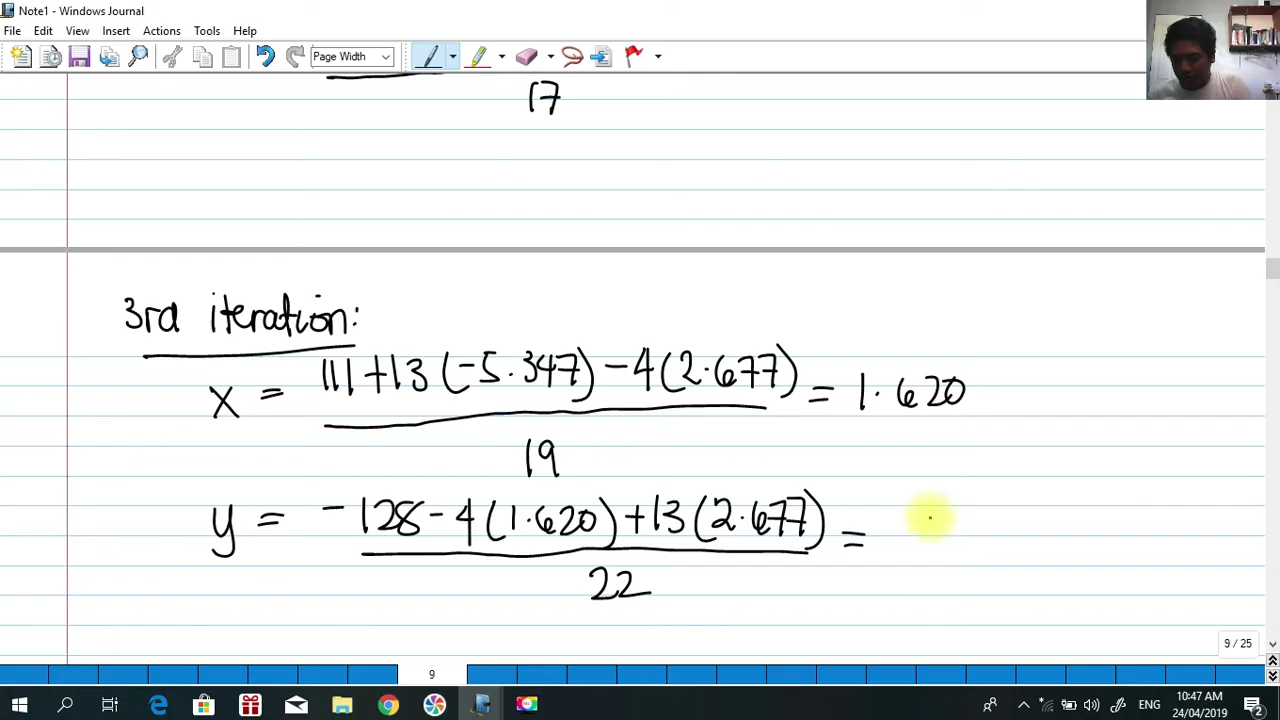 Note1 - Windows Journal
File Edit View Insert Actions Tools Help
Page Width
17
3rd iteration:
x = 111+13(-5.347)-4(2.677) = 1.620
19
y = -128-4(1.620)+13(2.677) =
22
9 / 25
9
ENG
10:47 AM
24/04/2019
2